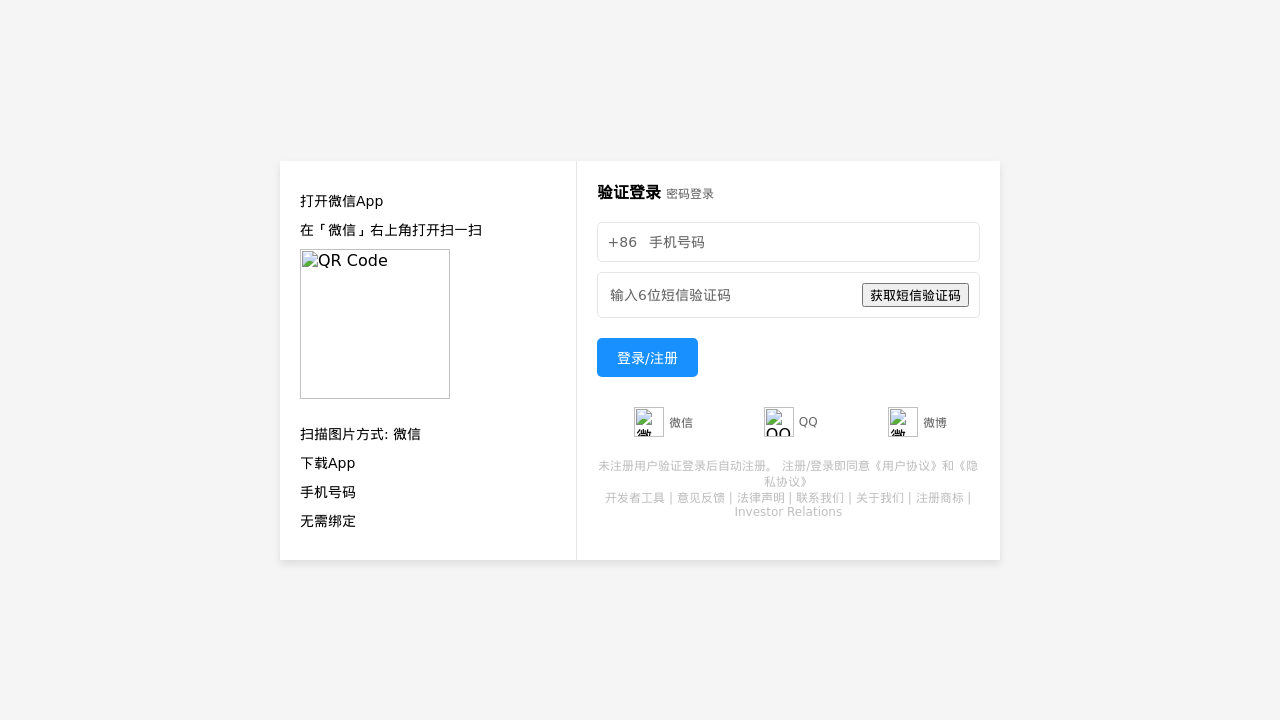 打开微信App
在「微信」右上角打开扫一扫
QR Code
扫描图片方式: 微信
下载App
手机号码
无需绑定
验证登录 密码登录
+86 手机号码
输入6位短信验证码 获取短信验证码
登录/注册
微信 QQ QQ 微博
未注册用户验证登录后自动注册。 注册/登录即同意《用户协议》和《隐
私协议》
开发者工具 | 意见反馈 | 法律声明 | 联系我们 | 关于我们 | 注册商标 |
Investor Relations